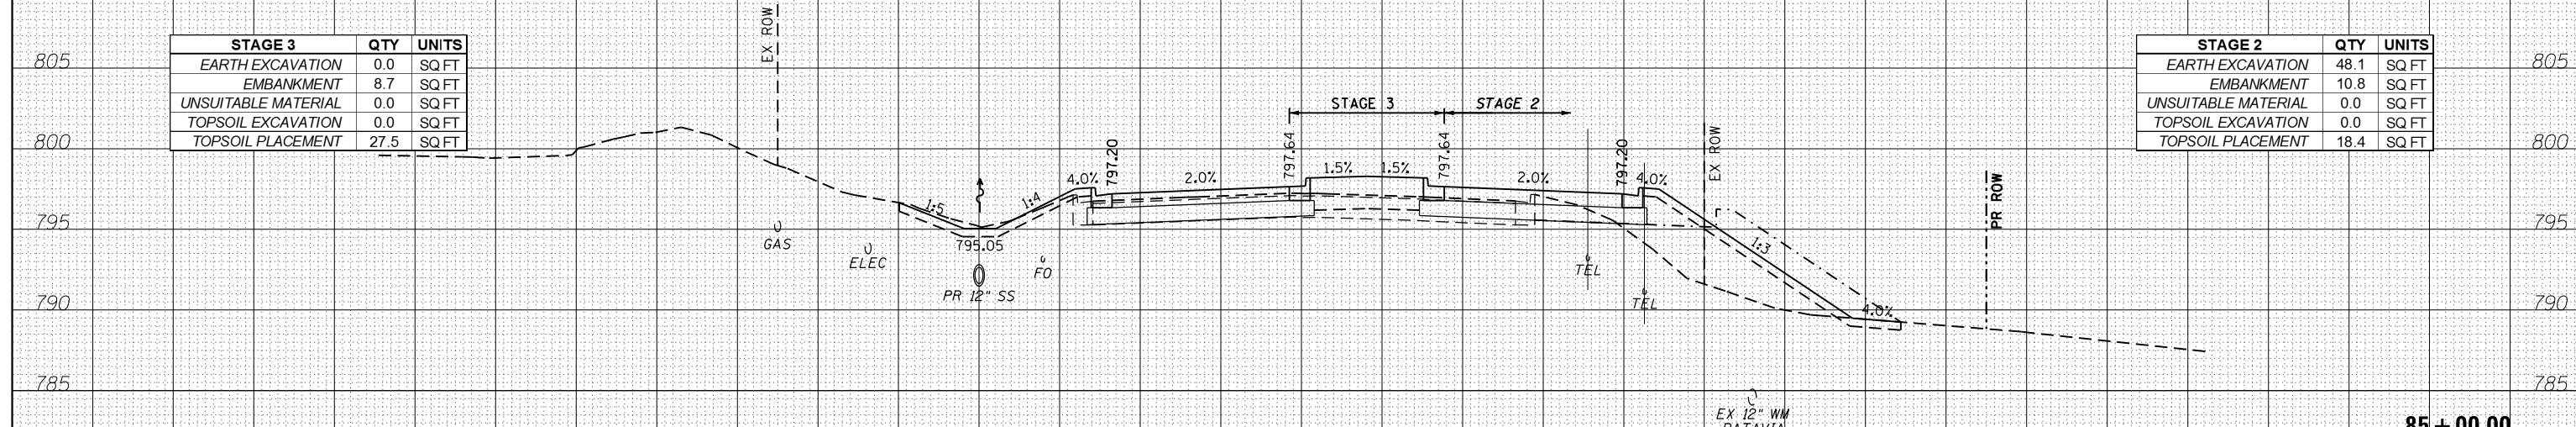 EX ROW
STAGE 3 QTY UNITS
EARTH EXCAVATION 0.0 SQ FT
EMBANKMENT 8.7 SQ FT
UNSUITABLE MATERIAL 0.0 SQ FT
TOPSOIL EXCAVATION 0.0 SQ FT
TOPSOIL PLACEMENT 27.5 SQ FT
STAGE 2 QTY UNITS
EARTH EXCAVATION 48.1 SQ FT
EMBANKMENT 10.8 SQ FT
UNSUITABLE MATERIAL 0.0 SQ FT
TOPSOIL EXCAVATION 0.0 SQ FT
TOPSOIL PLACEMENT 18.4 SQ FT
805 805
STAGE 3 STAGE 2
800 800
797.20 797.64 797.64 797.20 EX ROW
1:5 1:4 4.0% 2.0% 1.5% 1.5% 2.0% 4.0%
PR ROW
795 795
795.05
1:3
GAS
ELEC
FO
TEL
PR 12" SS
TEL
790 790
4.0%
785 785
EX 12" WM
BATAVIA
85+00.00